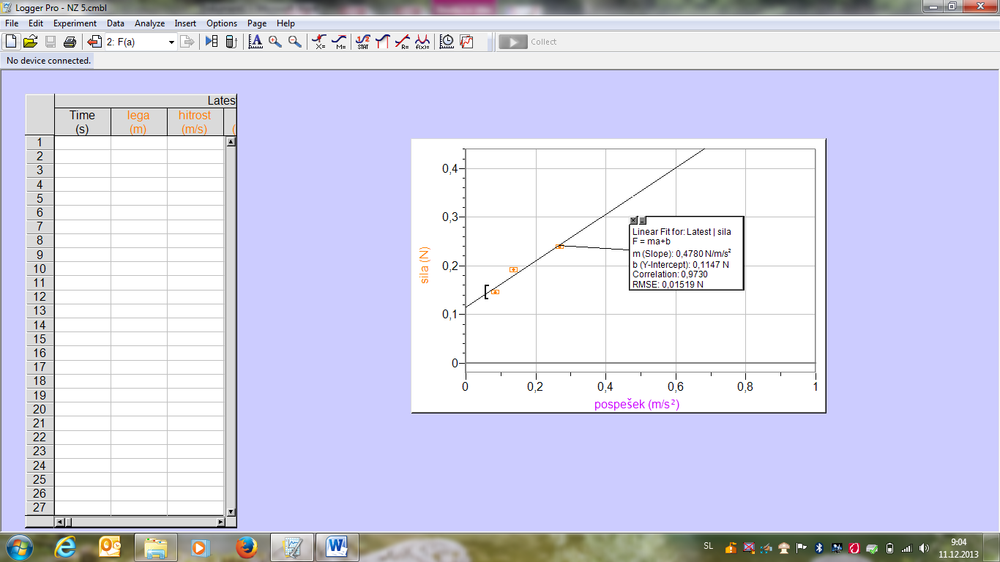 Logger Pro - NZ 5.cmbl
File Edit Experiment Data Analyze Insert Options Page Help
2: F(a)
Collect
No device connected.
Latest
Time lega hitrost
(s) (m) (m/s) (
1
2
3
4
5
6
7
8
9
10
11
12
13
14
15
16
17
18
19
20
21
22
23
24
25
26
27
sila (N)
0,4
0,3
0,2
0,1
0
0 0,2 0,4 0,6 0,8 1
pospešek (m/s²)
Linear Fit for: Latest | sila
F = ma+b
m (Slope): 0,4780 N/m/s²
b (Y-Intercept): 0,1147 N
Correlation: 0,9730
RMSE: 0,01519 N
SL
9:04
11.12.2013